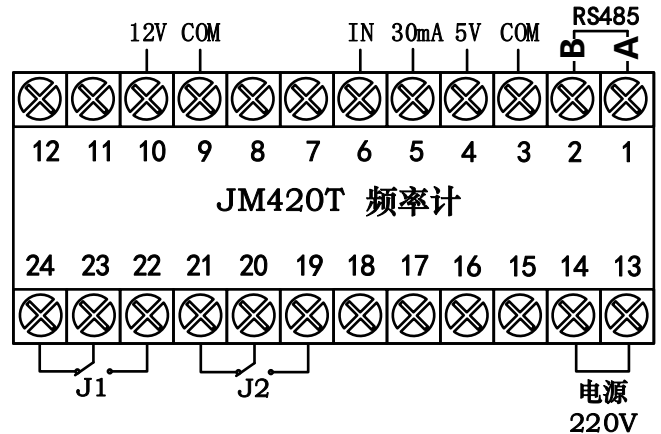 RS485
12V COM IN 30mA 5V COM B A
12 11 10 9 8 7 6 5 4 3 2 1
JM420T 频率计
24 23 22 21 20 19 18 17 16 15 14 13
J1 J2 电源
220V